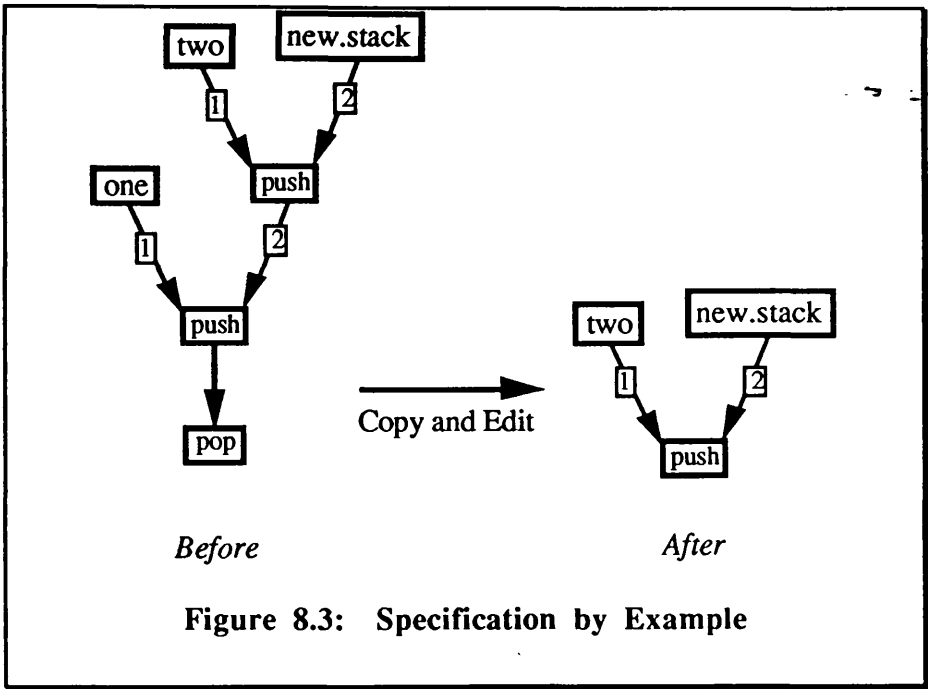 two
new.stack
1
2
one
push
1
2
push
two
new.stack
1
2
Copy and Edit
pop
push
Before
After
Figure 8.3: Specification by Example